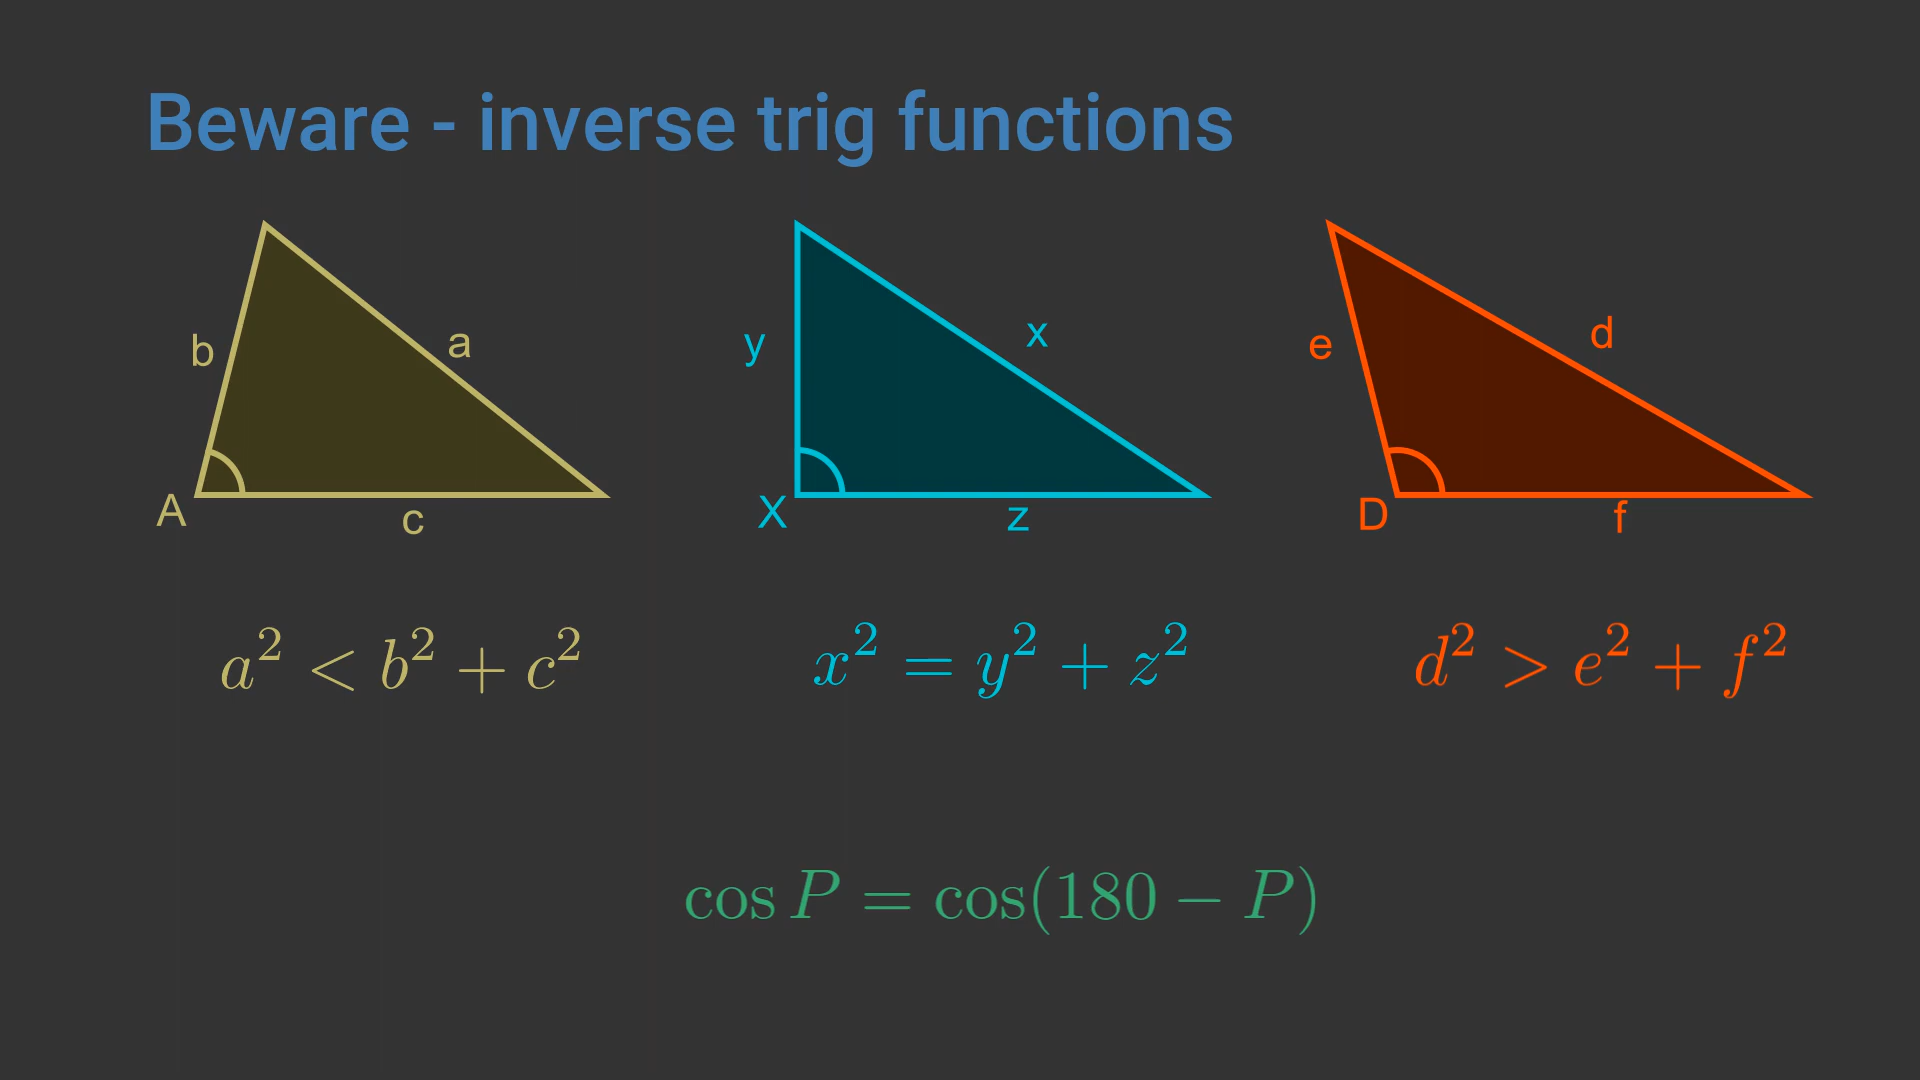 Beware - inverse trig functions
b a A c
y x X z
e d D f
a² < b² + c²
x² = y² + z²
d² > e² + f²
cos P = cos(180 − P)